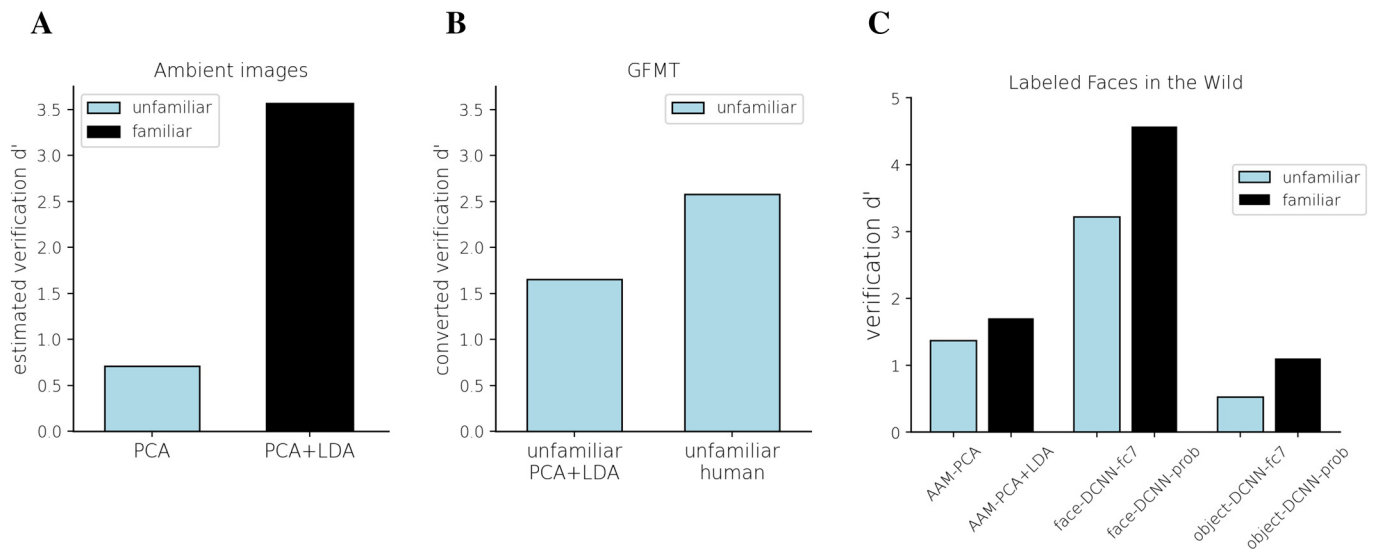 A
Ambient images
unfamiliar
familiar
estimated verification d'
3.5
3.0
2.5
2.0
1.5
1.0
0.5
0.0
PCA
PCA+LDA
B
GFMT
unfamiliar
converted verification d'
3.5
3.0
2.5
2.0
1.5
1.0
0.5
0.0
unfamiliar
PCA+LDA
unfamiliar
human
C
Labeled Faces in the Wild
unfamiliar
familiar
verification d'
5
4
3
2
1
0
AAM-PCA
AAM-PCA+LDA
face-DCNN-fc7
face-DCNN-prob
object-DCNN-fc7
object-DCNN-prob